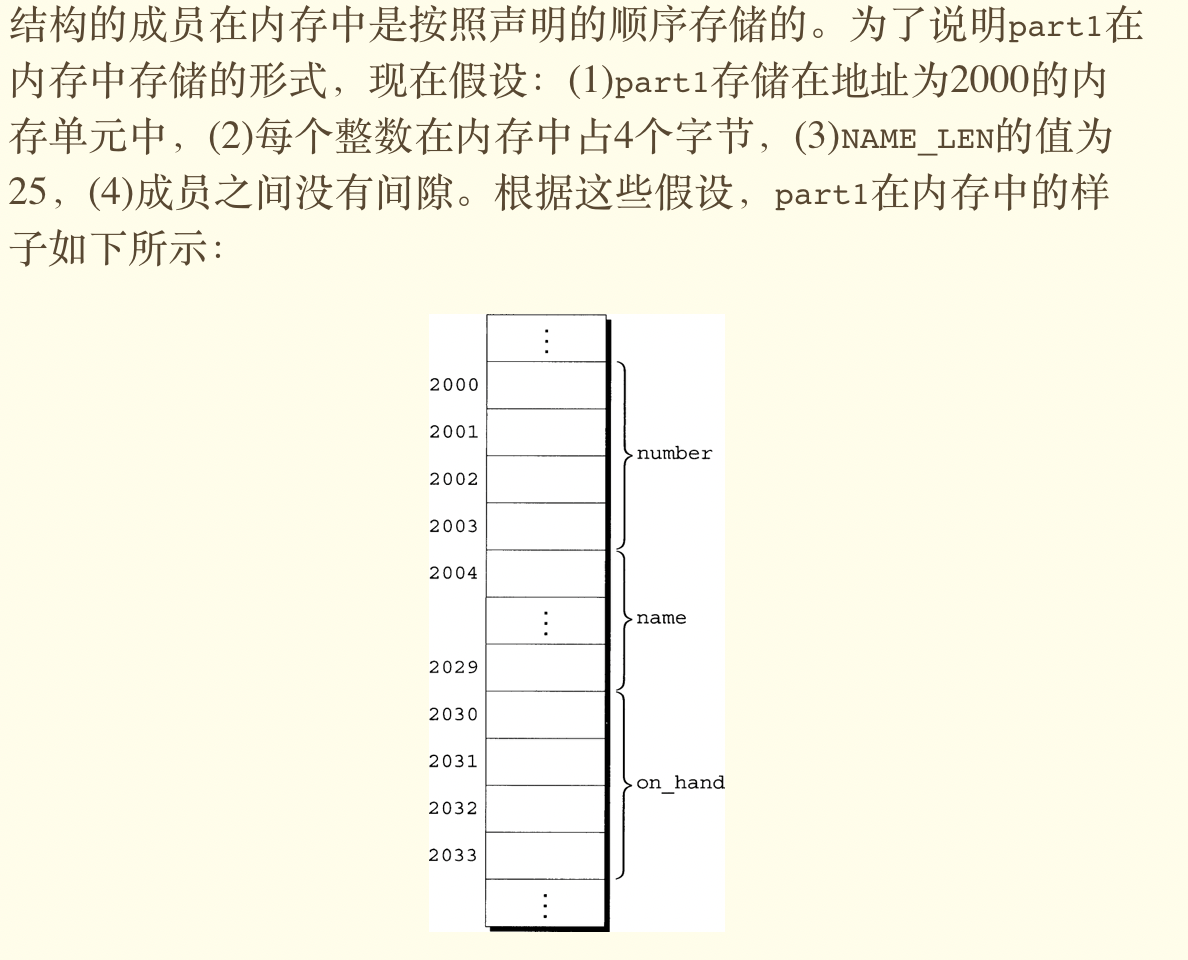 结构的成员在内存中是按照声明的顺序存储的。为了说明part1在
内存中存储的形式，现在假设：(1)part1存储在地址为2000的内
存单元中，(2)每个整数在内存中占4个字节，(3)NAME_LEN的值为
25，(4)成员之间没有间隙。根据这些假设，part1在内存中的样
子如下所示：
2000
2001
number
2002
2003
2004
name
2029
2030
2031
on_hand
2032
2033